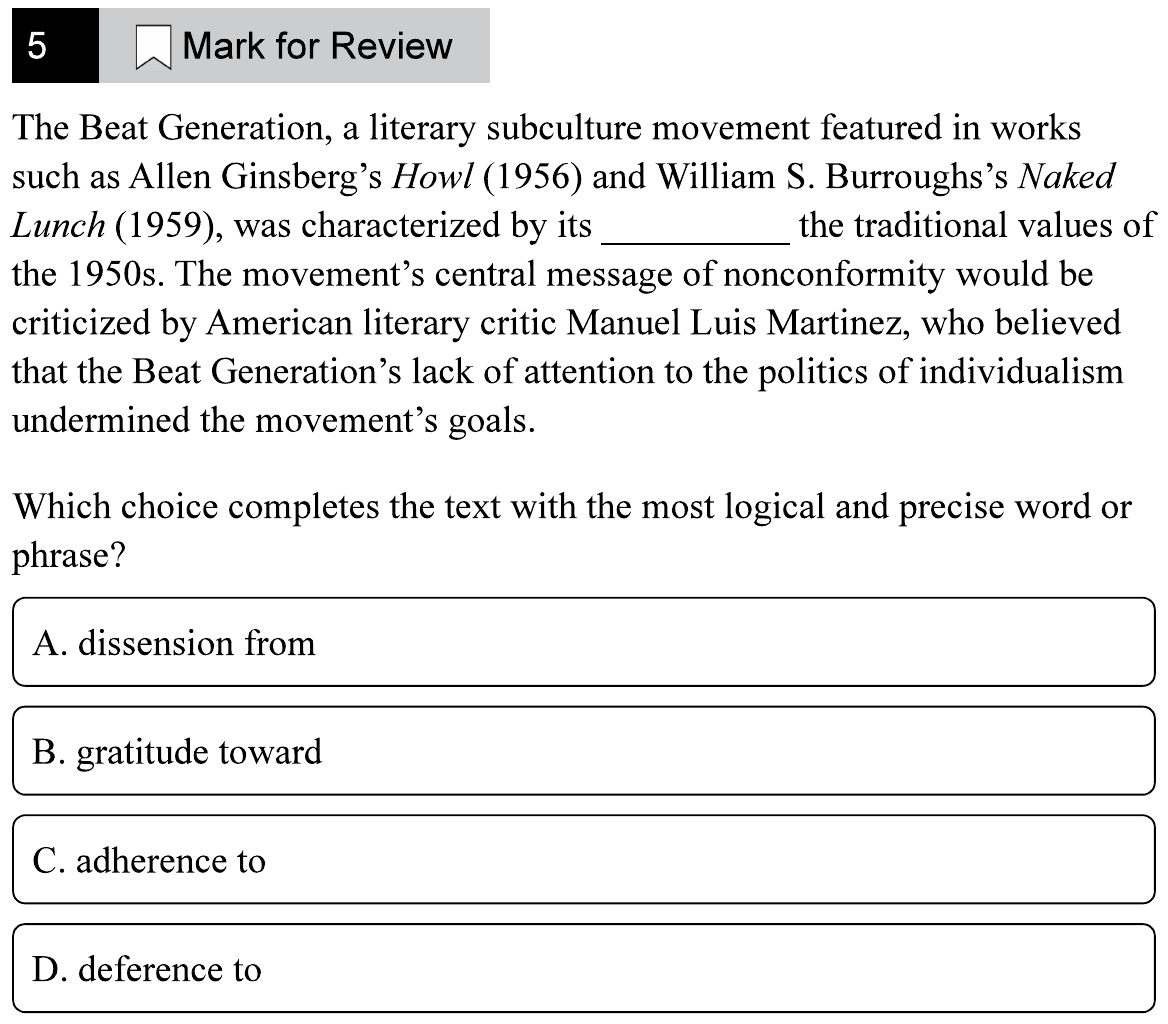 5 Mark for Review
The Beat Generation, a literary subculture movement featured in works
such as Allen Ginsberg’s Howl (1956) and William S. Burroughs’s Naked
Lunch (1959), was characterized by its __________ the traditional values of
the 1950s. The movement’s central message of nonconformity would be
criticized by American literary critic Manuel Luis Martinez, who believed
that the Beat Generation’s lack of attention to the politics of individualism
undermined the movement’s goals.
Which choice completes the text with the most logical and precise word or
phrase?
A. dissension from
B. gratitude toward
C. adherence to
D. deference to